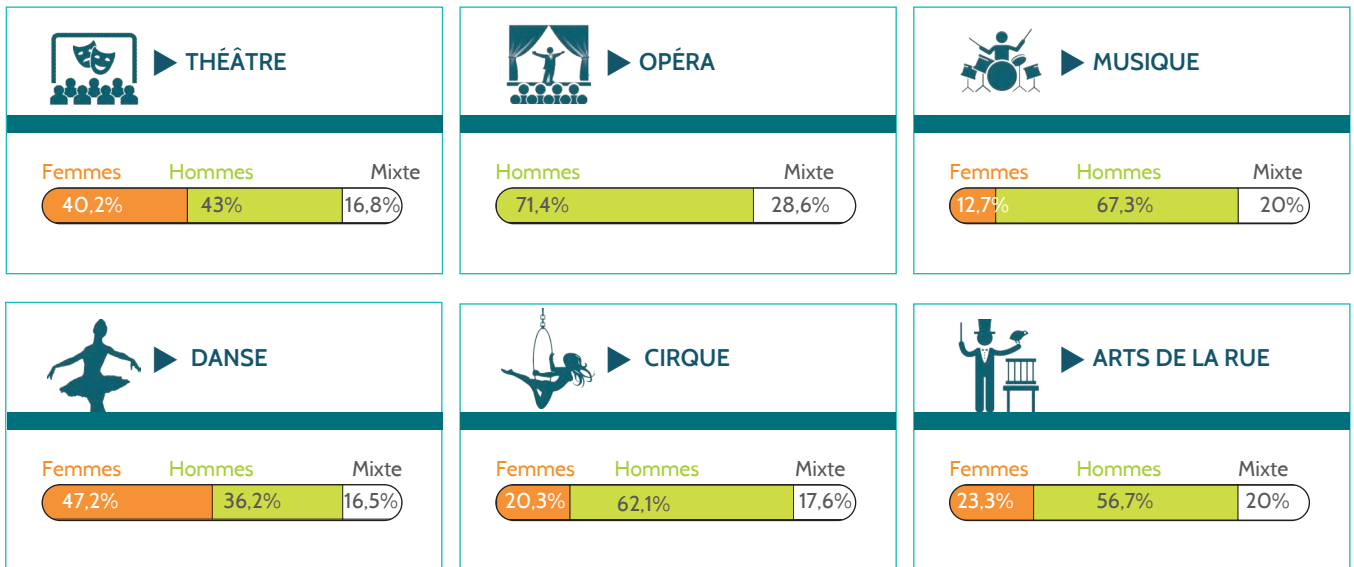 THÉÂTRE
Femmes Hommes Mixte
40,2% 43% 16,8%
OPÉRA
Hommes Mixte
71,4% 28,6%
MUSIQUE
Femmes Hommes Mixte
12,7% 67,3% 20%
DANSE
Femmes Hommes Mixte
47,2% 36,2% 16,5%
CIRQUE
Femmes Hommes Mixte
20,3% 62,1% 17,6%
ARTS DE LA RUE
Femmes Hommes Mixte
23,3% 56,7% 20%